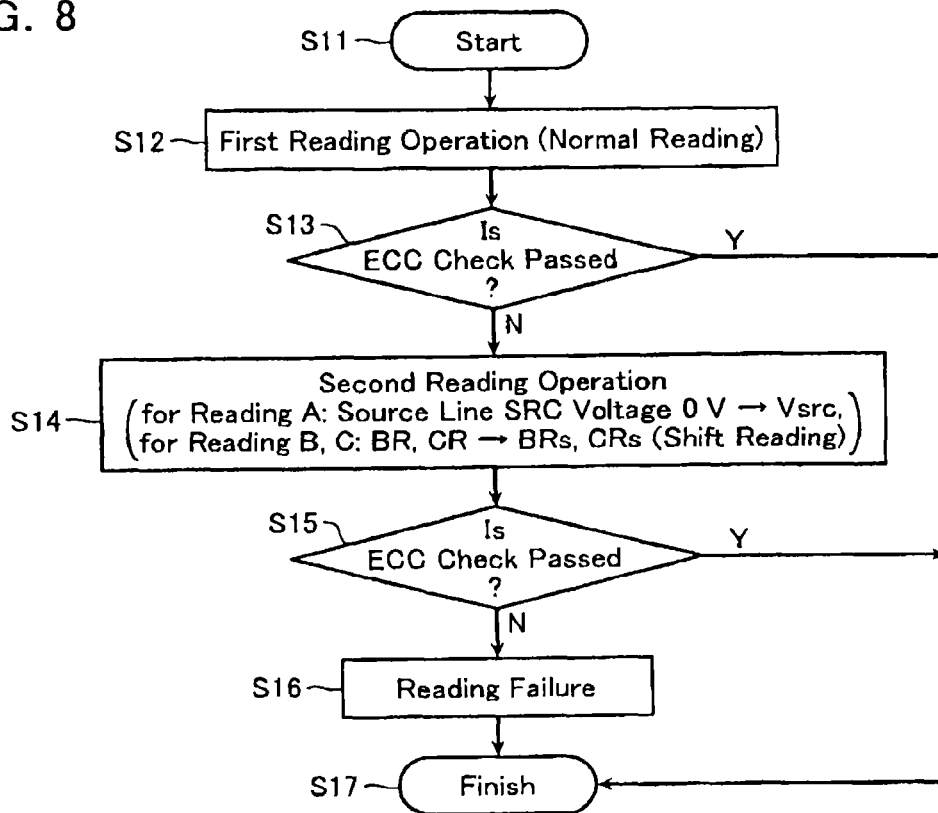 G. 8
S11
Start
S12
First Reading Operation (Normal Reading)
S13
Is
ECC Check Passed
?
Y
N
S14
Second Reading Operation
(for Reading A: Source Line SRC Voltage 0 V → Vsrc,
for Reading B, C: BR, CR → BRs, CRs (Shift Reading))
S15
Is
ECC Check Passed
?
Y
N
S16
Reading Failure
S17
Finish